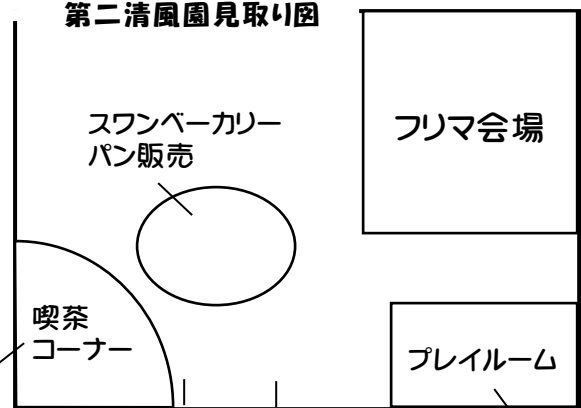 第二清風園見取り図
スワンベーカリー
パン販売
フリマ会場
喫茶
コーナー
プレイルーム